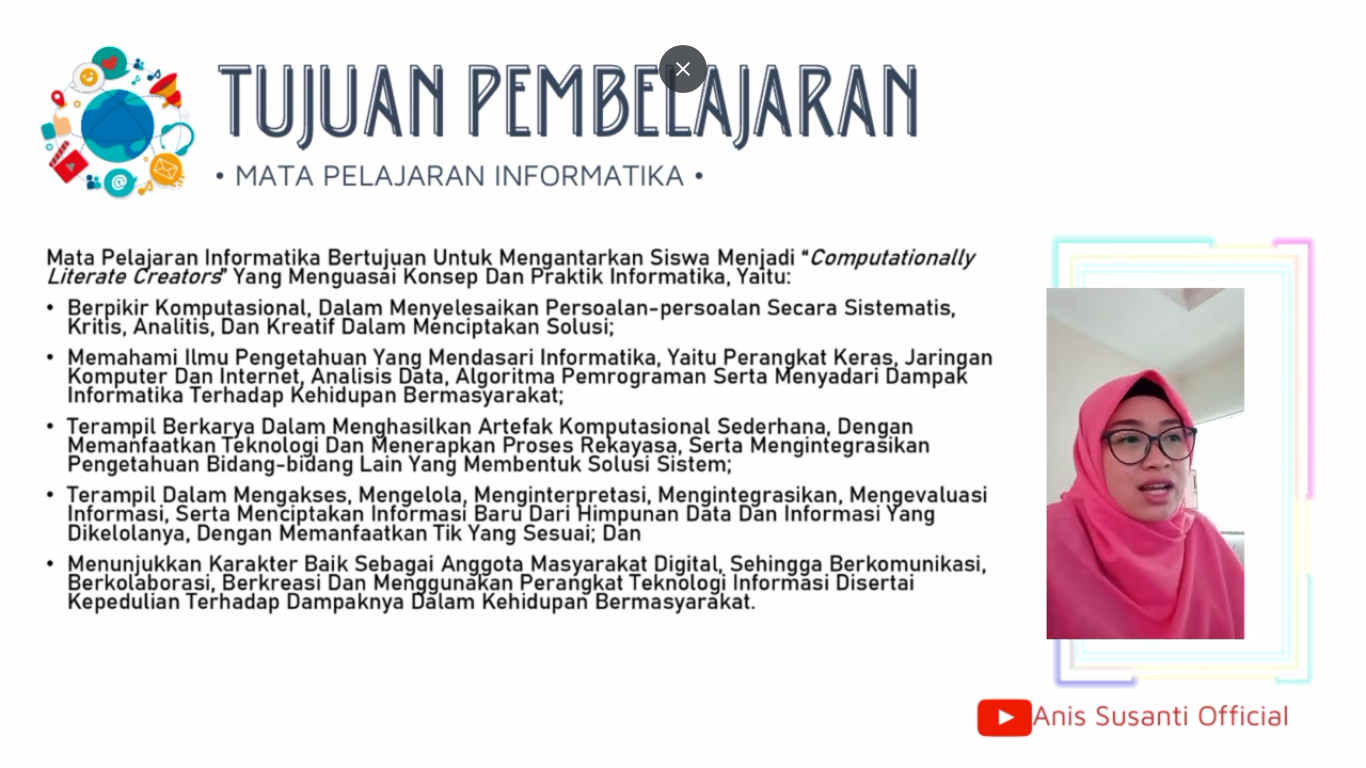 TUJUAN PEMBELAJARAN
• MATA PELAJARAN INFORMATIKA •
Mata Pelajaran Informatika Bertujuan Untuk Mengantarkan Siswa Menjadi “Computationally
Literate Creators” Yang Menguasai Konsep Dan Praktik Informatika, Yaitu:
• Berpikir Komputasional, Dalam Menyelesaikan Persoalan-persoalan Secara Sistematis,
Kritis, Analitis, Dan Kreatif Dalam Menciptakan Solusi;
• Memahami Ilmu Pengetahuan Yang Mendasari Informatika, Yaitu Perangkat Keras, Jaringan
Komputer Dan Internet, Analisis Data, Algoritma Pemrograman Serta Menyadari Dampak
Informatika Terhadap Kehidupan Bermasyarakat;
• Terampil Berkarya Dalam Menghasilkan Artefak Komputasional Sederhana, Dengan
Memanfaatkan Teknologi Dan Menerapkan Proses Rekayasa, Serta Mengintegrasikan
Pengetahuan Bidang-bidang Lain Yang Membentuk Solusi Sistem;
• Terampil Dalam Mengakses, Mengelola, Menginterpretasi, Mengintegrasikan, Mengevaluasi
Informasi, Serta Menciptakan Informasi Baru Dari Himpunan Data Dan Informasi Yang
Dikelolanya, Dengan Memanfaatkan Tik Yang Sesuai; Dan
• Menunjukkan Karakter Baik Sebagai Anggota Masyarakat Digital, Sehingga Berkomunikasi,
Berkolaborasi, Berkreasi Dan Menggunakan Perangkat Teknologi Informasi Disertai
Kepedulian Terhadap Dampaknya Dalam Kehidupan Bermasyarakat.
Anis Susanti Official